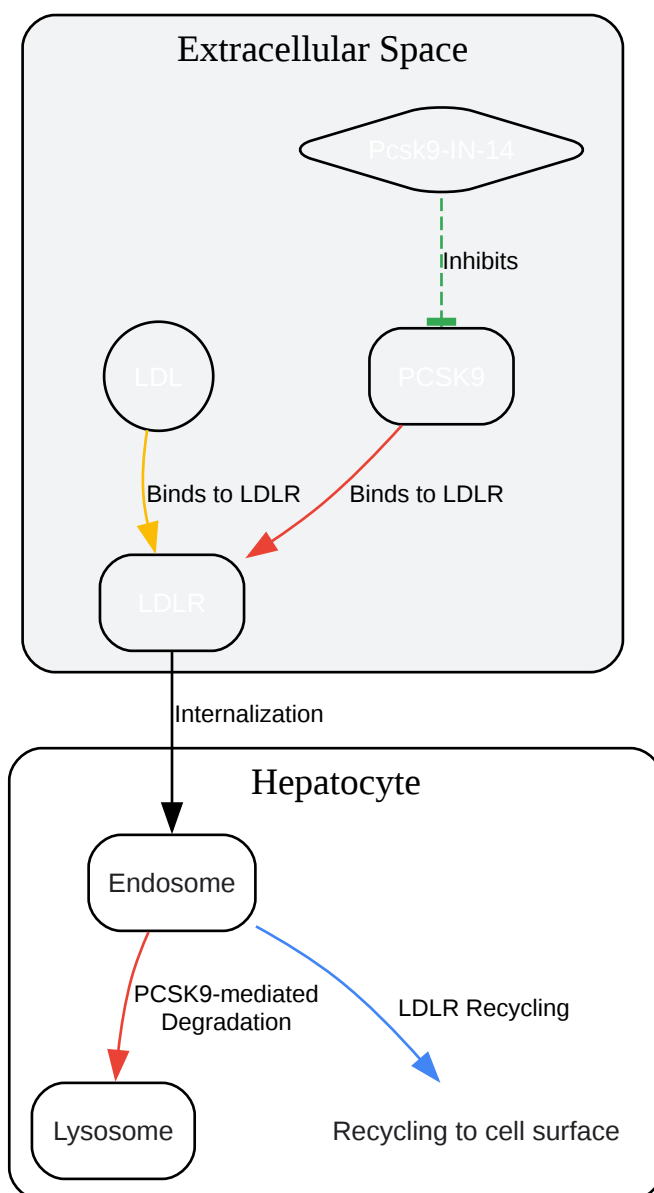 Extracellular Space
Pcsk9-IN-14
Inhibits
LDL
PCSK9
Binds to LDLR
Binds to LDLR
LDLR
Internalization
Hepatocyte
Endosome
PCSK9-mediated
Degradation
LDLR Recycling
Lysosome
Recycling to cell surface